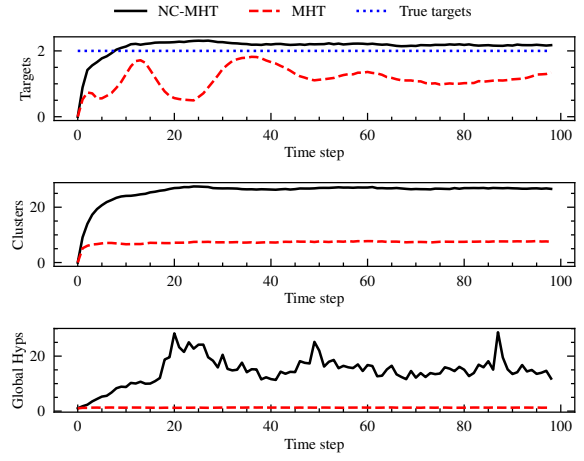 NC-MHT MHT True targets
Targets
2
0
0 20 40 60 80 100
Time step
Clusters
20
0
0 20 40 60 80 100
Time step
Global Hyps
20
0
0 20 40 60 80 100
Time step